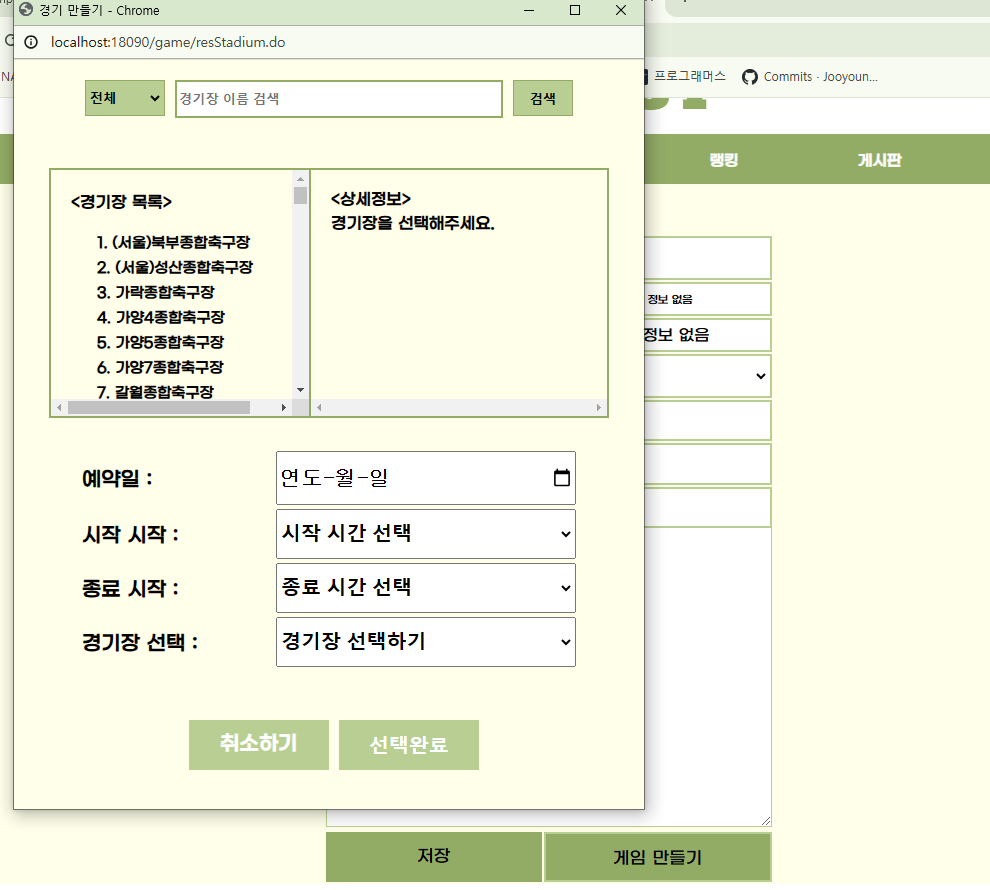 경기 만들기 - Chrome
localhost:18090/game/resStadium.do
프로그래머스 Commits · Jooyoun...
랭킹 게시판
전체 경기장 이름 검색 검색
<경기장 목록>
1. (서울)북부종합축구장
2. (서울)성산종합축구장
3. 가락종합축구장
4. 가양4종합축구장
5. 가양5종합축구장
6. 가양7종합축구장
7. 갈월종합축구장
<상세정보>
경기장을 선택해주세요.
정보 없음
정보 없음
예약일 : 연도-월-일
시작 시작 : 시작 시간 선택
종료 시작 : 종료 시간 선택
경기장 선택 : 경기장 선택하기
취소하기 선택완료
저장 게임 만들기